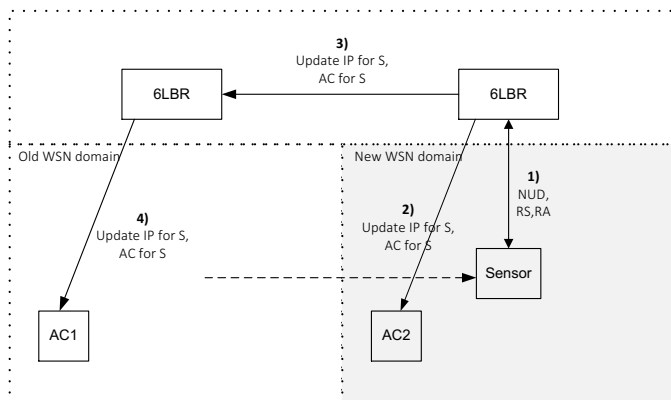 3)
Update IP for S,
AC for S
6LBR
6LBR
Old WSN domain
New WSN domain
1)
NUD,
RS,RA
2)
Update IP for S,
AC for S
4)
Update IP for S,
AC for S
Sensor
AC1
AC2